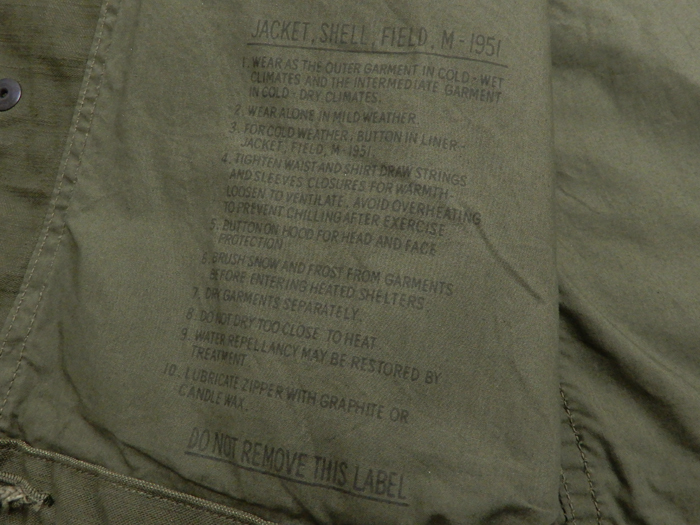 JACKET, SHELL, FIELD, M-1951
1. WEAR AS THE OUTER GARMENT IN COLD-WET
CLIMATES AND THE INTERMEDIATE GARMENT
IN COLD-DRY CLIMATES.
2. WEAR ALONE IN MILD WEATHER.
3. FOR COLD WEATHER, BUTTON IN LINER-
JACKET, FIELD, M-1951
4. TIGHTEN WAIST AND SHIRT DRAW STRINGS
AND SLEEVES CLOSURES FOR WARMTH-
LOOSEN TO VENTILATE. AVOID OVERHEATING
TO PREVENT CHILLING AFTER EXERCISE
5. BUTTON ON HOOD FOR HEAD AND FACE
PROTECTION
6. BRUSH SNOW AND FROST FROM GARMENTS
BEFORE ENTERING HEATED SHELTERS
7. DRY GARMENTS SEPARATELY.
8. DO NOT DRY TOO CLOSE TO HEAT
9. WATER REPELLANCY MAY BE RESTORED BY
TREATMENT.
10. LUBRICATE ZIPPER WITH GRAPHITE OR
CANDLE WAX.
DO NOT REMOVE THIS LABEL